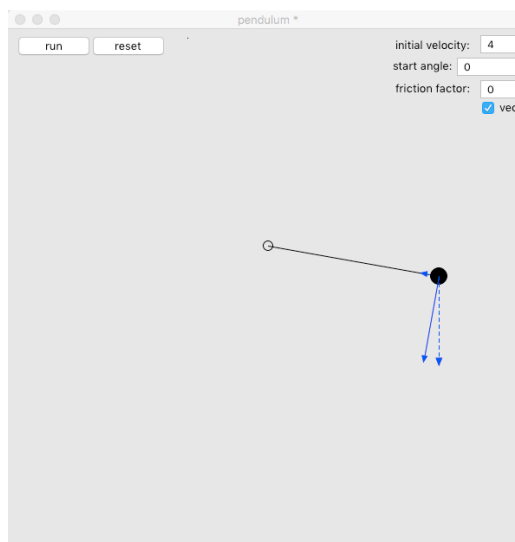 pendulum *
run reset
initial velocity: 4
start angle: 0
friction factor: 0